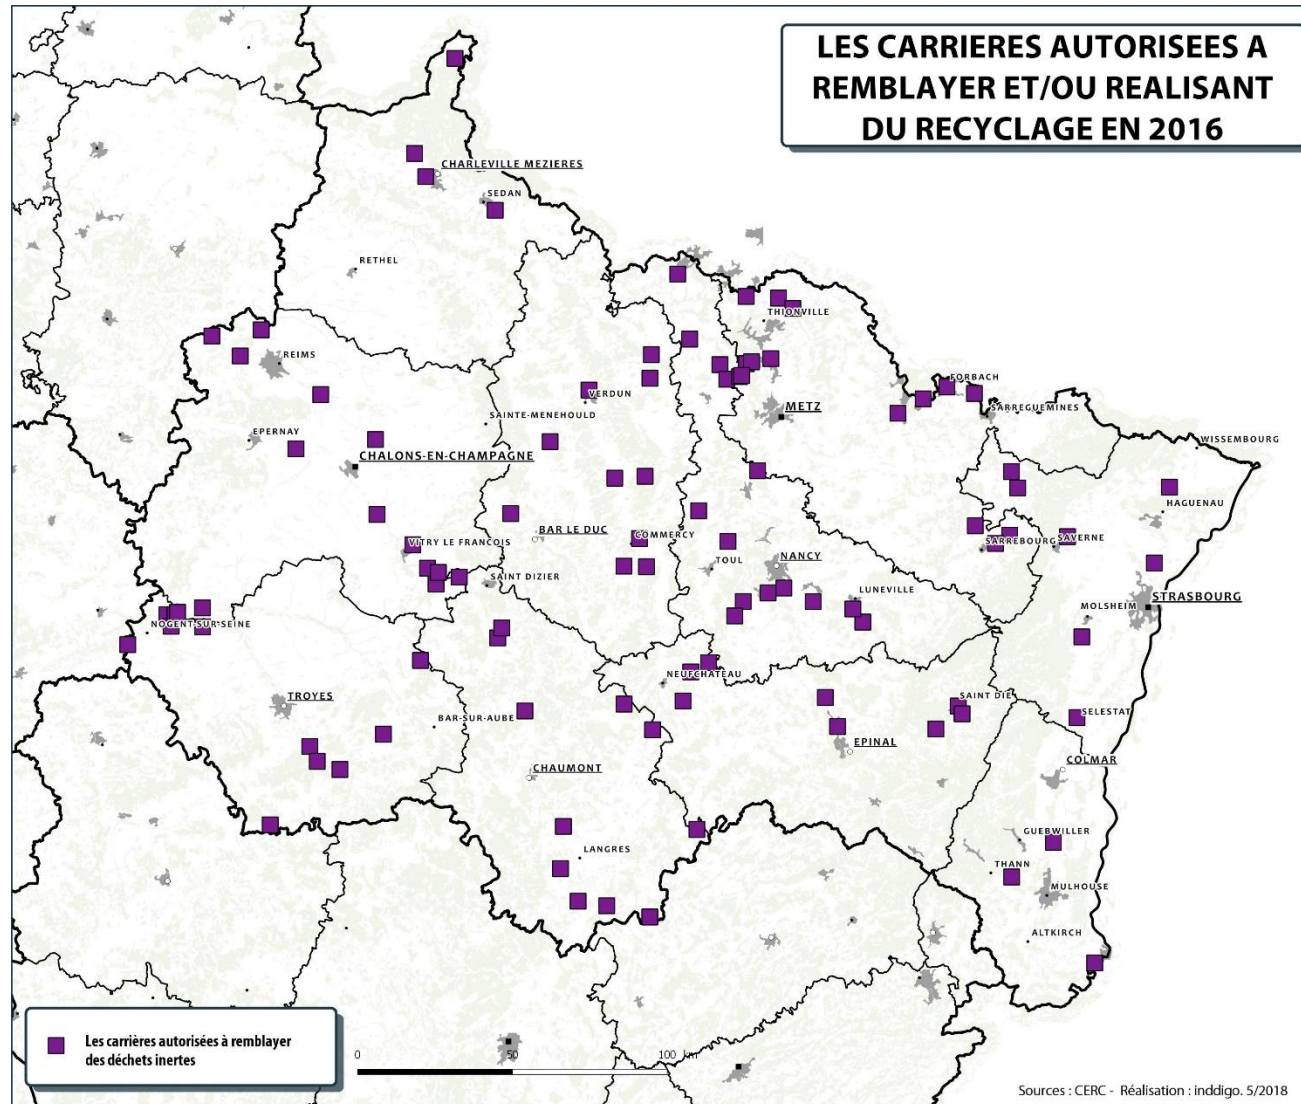 LES CARRIERES AUTORISEES A
REMBLAYER ET/OU REALISANT
DU RECYCLAGE EN 2016
CHARLEVILLE MEZIERES
SEDAN
RETHEL
THIONVILLE
REIMS
FORBACH
VERDUN
SAINTE-MENEHOULD
METZ
SARREGUEMINES
EPERNAY
WISSEMBOURG
CHALONS-EN-CHAMPAGNE
HAGUENAU
BAR LE DUC
COMMERCY
VITRY LE FRANCOIS
SARREBOURG
SAVERNE
TOUL
NANCY
SAINT DIZIER
LUNEVILLE
STRASBOURG
MOLSHEIM
NOGENT SUR SEINE
NEUFCHATEAU
TROYES
SAINT DIE
SELESTAT
BAR-SUR-AUBE
EPINAL
COLMAR
CHAUMONT
GUEBWILLER
LANGRES
THANN
MULHOUSE
ALTKIRCH
Les carrières autorisées à remblayer
des déchets inertes
0 50 100 km
Sources : CERC - Réalisation : inddigo. 5/2018